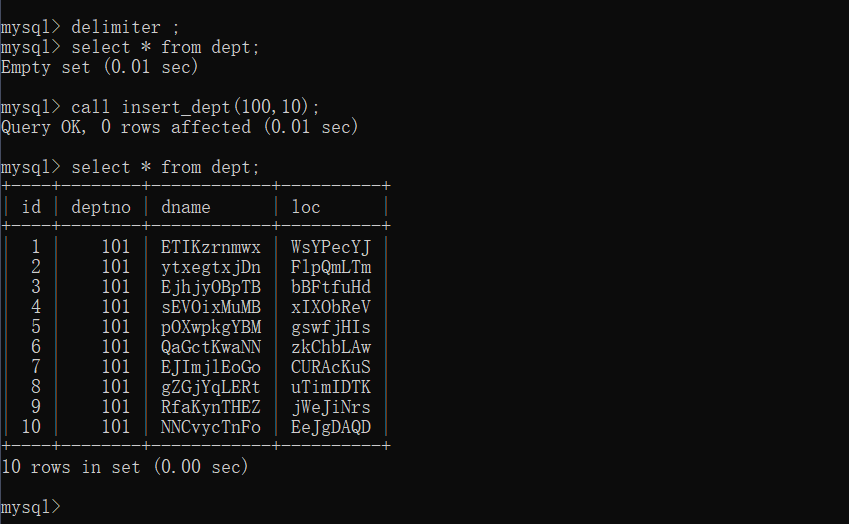 mysql> delimiter ;
mysql> select * from dept;
Empty set (0.01 sec)
mysql> call insert_dept(100,10);
Query OK, 0 rows affected (0.01 sec)
mysql> select * from dept;
+----+--------+------------+----------+
| id | deptno | dname      | loc      |
+----+--------+------------+----------+
|  1 |    101 | ETIKzrnmwx | WsYPecYJ |
|  2 |    101 | ytxegtxjDn | FlpQmLTm |
|  3 |    101 | EjhjyOBpTB | bBFtfuHd |
|  4 |    101 | sEVOixMuMB | xIXObReV |
|  5 |    101 | pOXwpkgYBM | gswfjHIs |
|  6 |    101 | QaGctKwaNN | zkChbLAw |
|  7 |    101 | EJImjlEoGo | CURAcKuS |
|  8 |    101 | gZGjYqLERt | uTimIDTK |
|  9 |    101 | RfaKynTHEZ | jWeJiNrs |
| 10 |    101 | NNCvycTnFo | EeJgDAQD |
+----+--------+------------+----------+
10 rows in set (0.00 sec)
mysql>